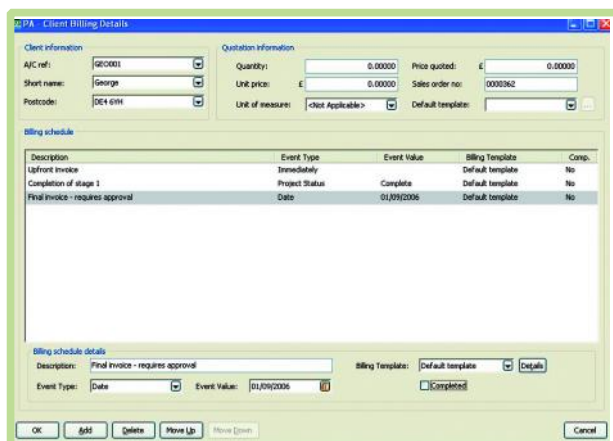 PA - Client Billing Details
Client information
A/C ref: GEO001
Short name: George
Postcode: DE4 6YH
Quotation information
Quantity: 0.00000 Price quoted: £ 0.00000
Unit price: £ 0.00000 Sales order no: 0000362
Unit of measure: <Not Applicable> Default template: ...
Billing schedule
Description Event Type Event Value Billing Template Comp.
Upfront invoice Immediately Default template No
Completion of stage 1 Project Status Complete Default template No
Final invoice - requires approval Date 01/09/2006 Default template No
Billing schedule details
Description: Final invoice - requires approval Billing Template: Default template Details
Event Type: Date Event Value: 01/09/2006 Completed
OK Add Delete Move Up Move Down Cancel